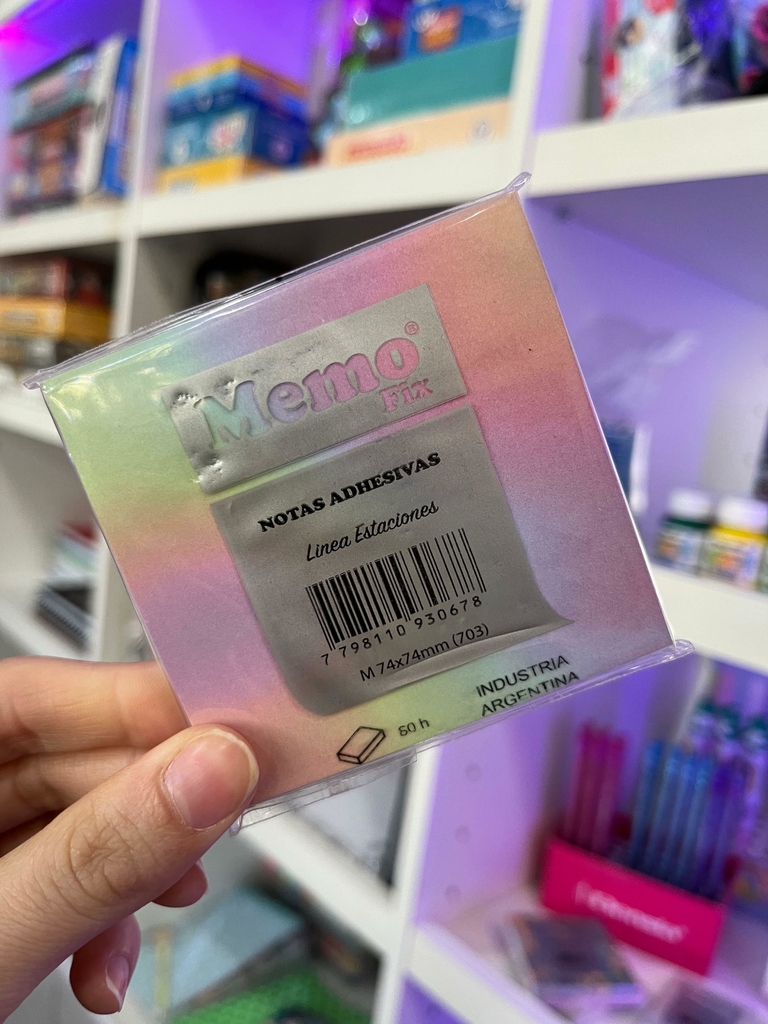 Memo®
Fix
NOTAS ADHESIVAS
Linea Estaciones
7 798110 930678
M 74x74mm (703)
80 h
INDUSTRIA
ARGENTINA